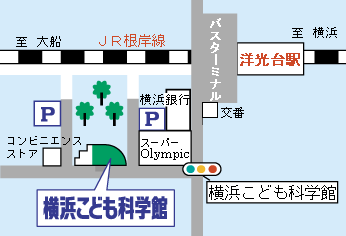 至 大船
JR根岸線
バスターミナル
至 横浜
洋光台駅
P
横浜銀行
P
交番
コンビニエンス
ストア
スーパー
Olympic
横浜こども科学館
横浜こども科学館